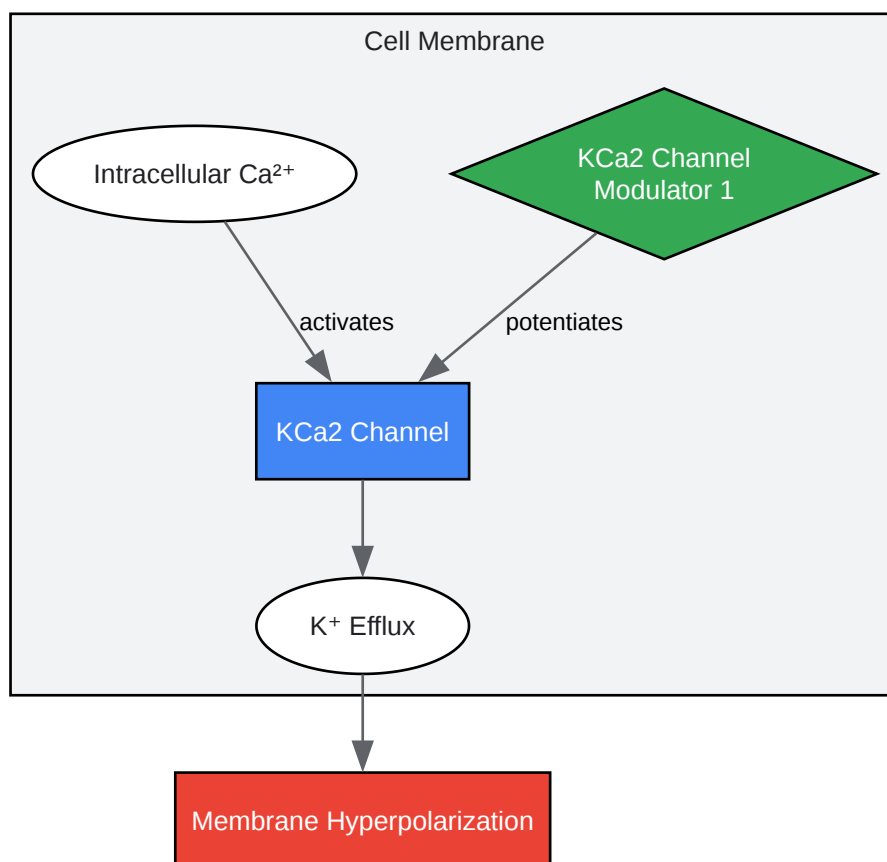 Cell Membrane
Intracellular Ca²⁺
KCa2 Channel
Modulator 1
activates
potentiates
KCa2 Channel
K⁺ Efflux
Membrane Hyperpolarization